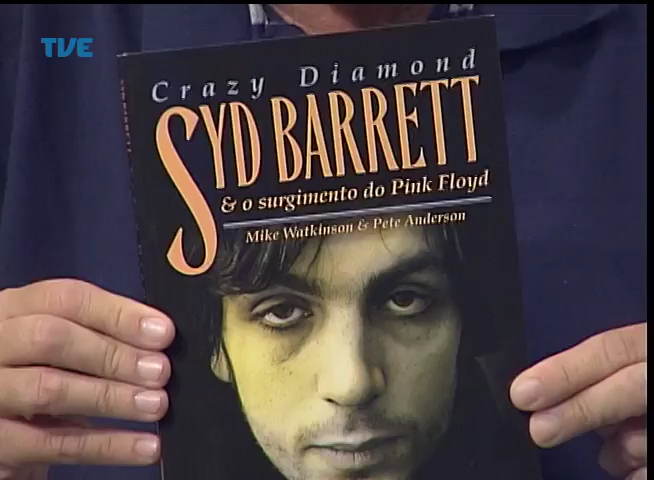 TVE
Crazy Diamond
SYD BARRETT
& o surgimento do Pink Floyd
Mike Watkinson & Pete Anderson